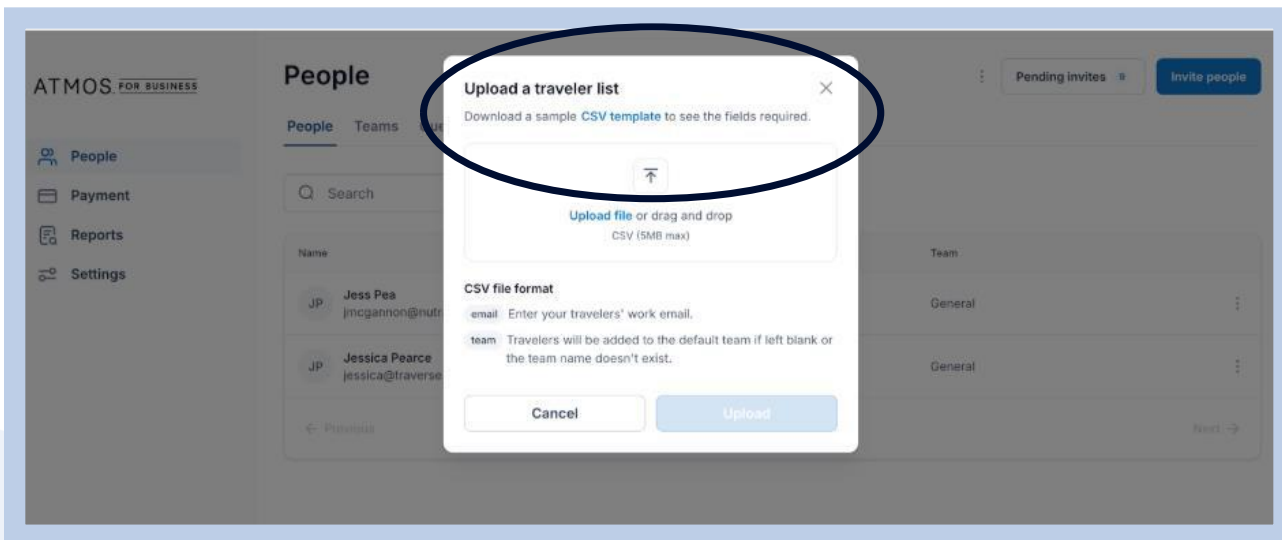 ATMOS FOR BUSINESS
People
Payment
Reports
Settings
People
Pending invites
Invite people
People Teams
Search
Name
Team
JP
Jess Pea
General
JP
Jessica Pearce
jessica@traverse
General
← Previous
Next →
Upload a traveler list
Download a sample CSV template to see the fields required.
Upload file or drag and drop
CSV (5MB max)
CSV file format
email Enter your travelers' work email.
team Travelers will be added to the default team if left blank or
the team name doesn't exist.
Cancel
Upload